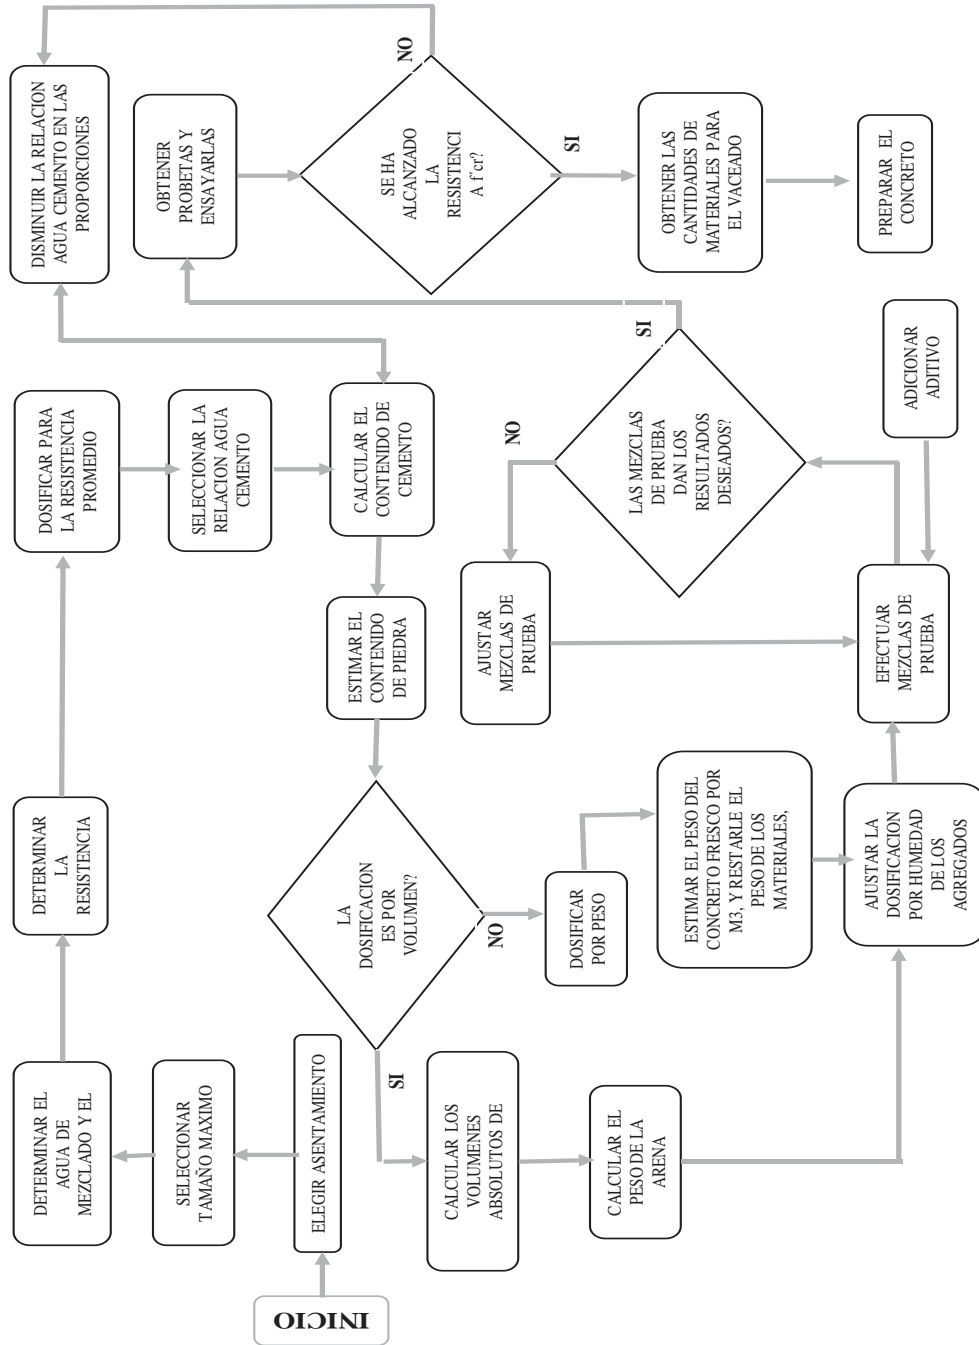 INICIO
ELEGIR ASENTAMIENTO
SELECCIONAR
TAMAÑO MAXIMO
DETERMINAR EL
AGUA DE
MEZCLADO Y EL
DETERMINAR
LA
RESISTENCIA
DOSIFICAR PARA
LA RESISTENCIA
PROMEDIO
SELECCIONAR LA
RELACION AGUA
CEMENTO
CALCULAR EL
CONTENIDO DE
CEMENTO
DISMINUIR LA RELACION
AGUA CEMENTO EN LAS
PROPORCIONES
ESTIMAR EL
CONTENIDO
DE PIEDRA
LA
DOSIFICACION
ES POR
VOLUMEN?
SI
NO
CALCULAR LOS
VOLUMENES
ABSOLUTOS DE
CALCULAR EL
PESO DE LA
ARENA
DOSIFICAR
POR PESO
ESTIMAR EL PESO DEL
CONCRETO FRESCO POR
M3, Y RESTARLE EL
PESO DE LOS
MATERIALES,
AJUSTAR LA
DOSIFICACION
POR HUMEDAD
DE LOS
AGREGADOS
EFECTUAR
MEZCLAS DE
PRUEBA
ADICIONAR
ADITIVO
AJUSTAR
MEZCLAS DE
PRUEBA
LAS MEZCLAS
DE PRUEBA
DAN LOS
RESULTADOS
DESEADOS?
NO
SI
OBTENER
PROBETAS Y
ENSAYARLAS
SE HA
ALCANZADO
LA
RESISTENCI
A f´cr?
NO
SI
OBTENER LAS
CANTIDADES DE
MATERIALES PARA
EL VACEADO
PREPARAR EL
CONCRETO